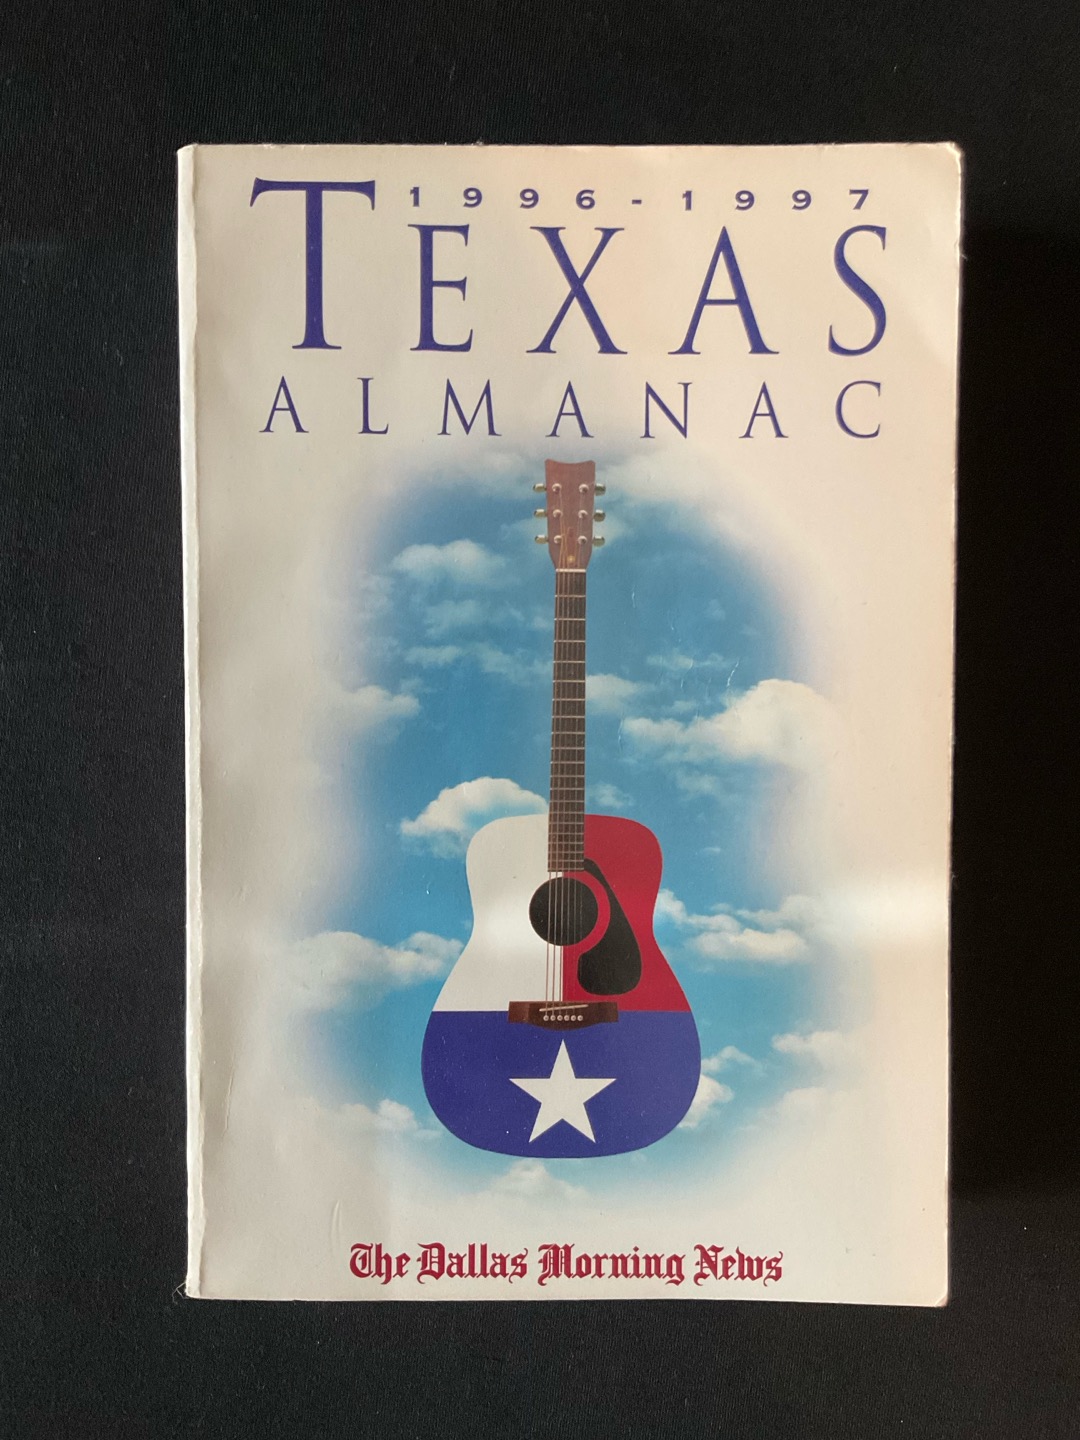 1996-1997
TEXAS
ALMANAC
The Dallas Morning News